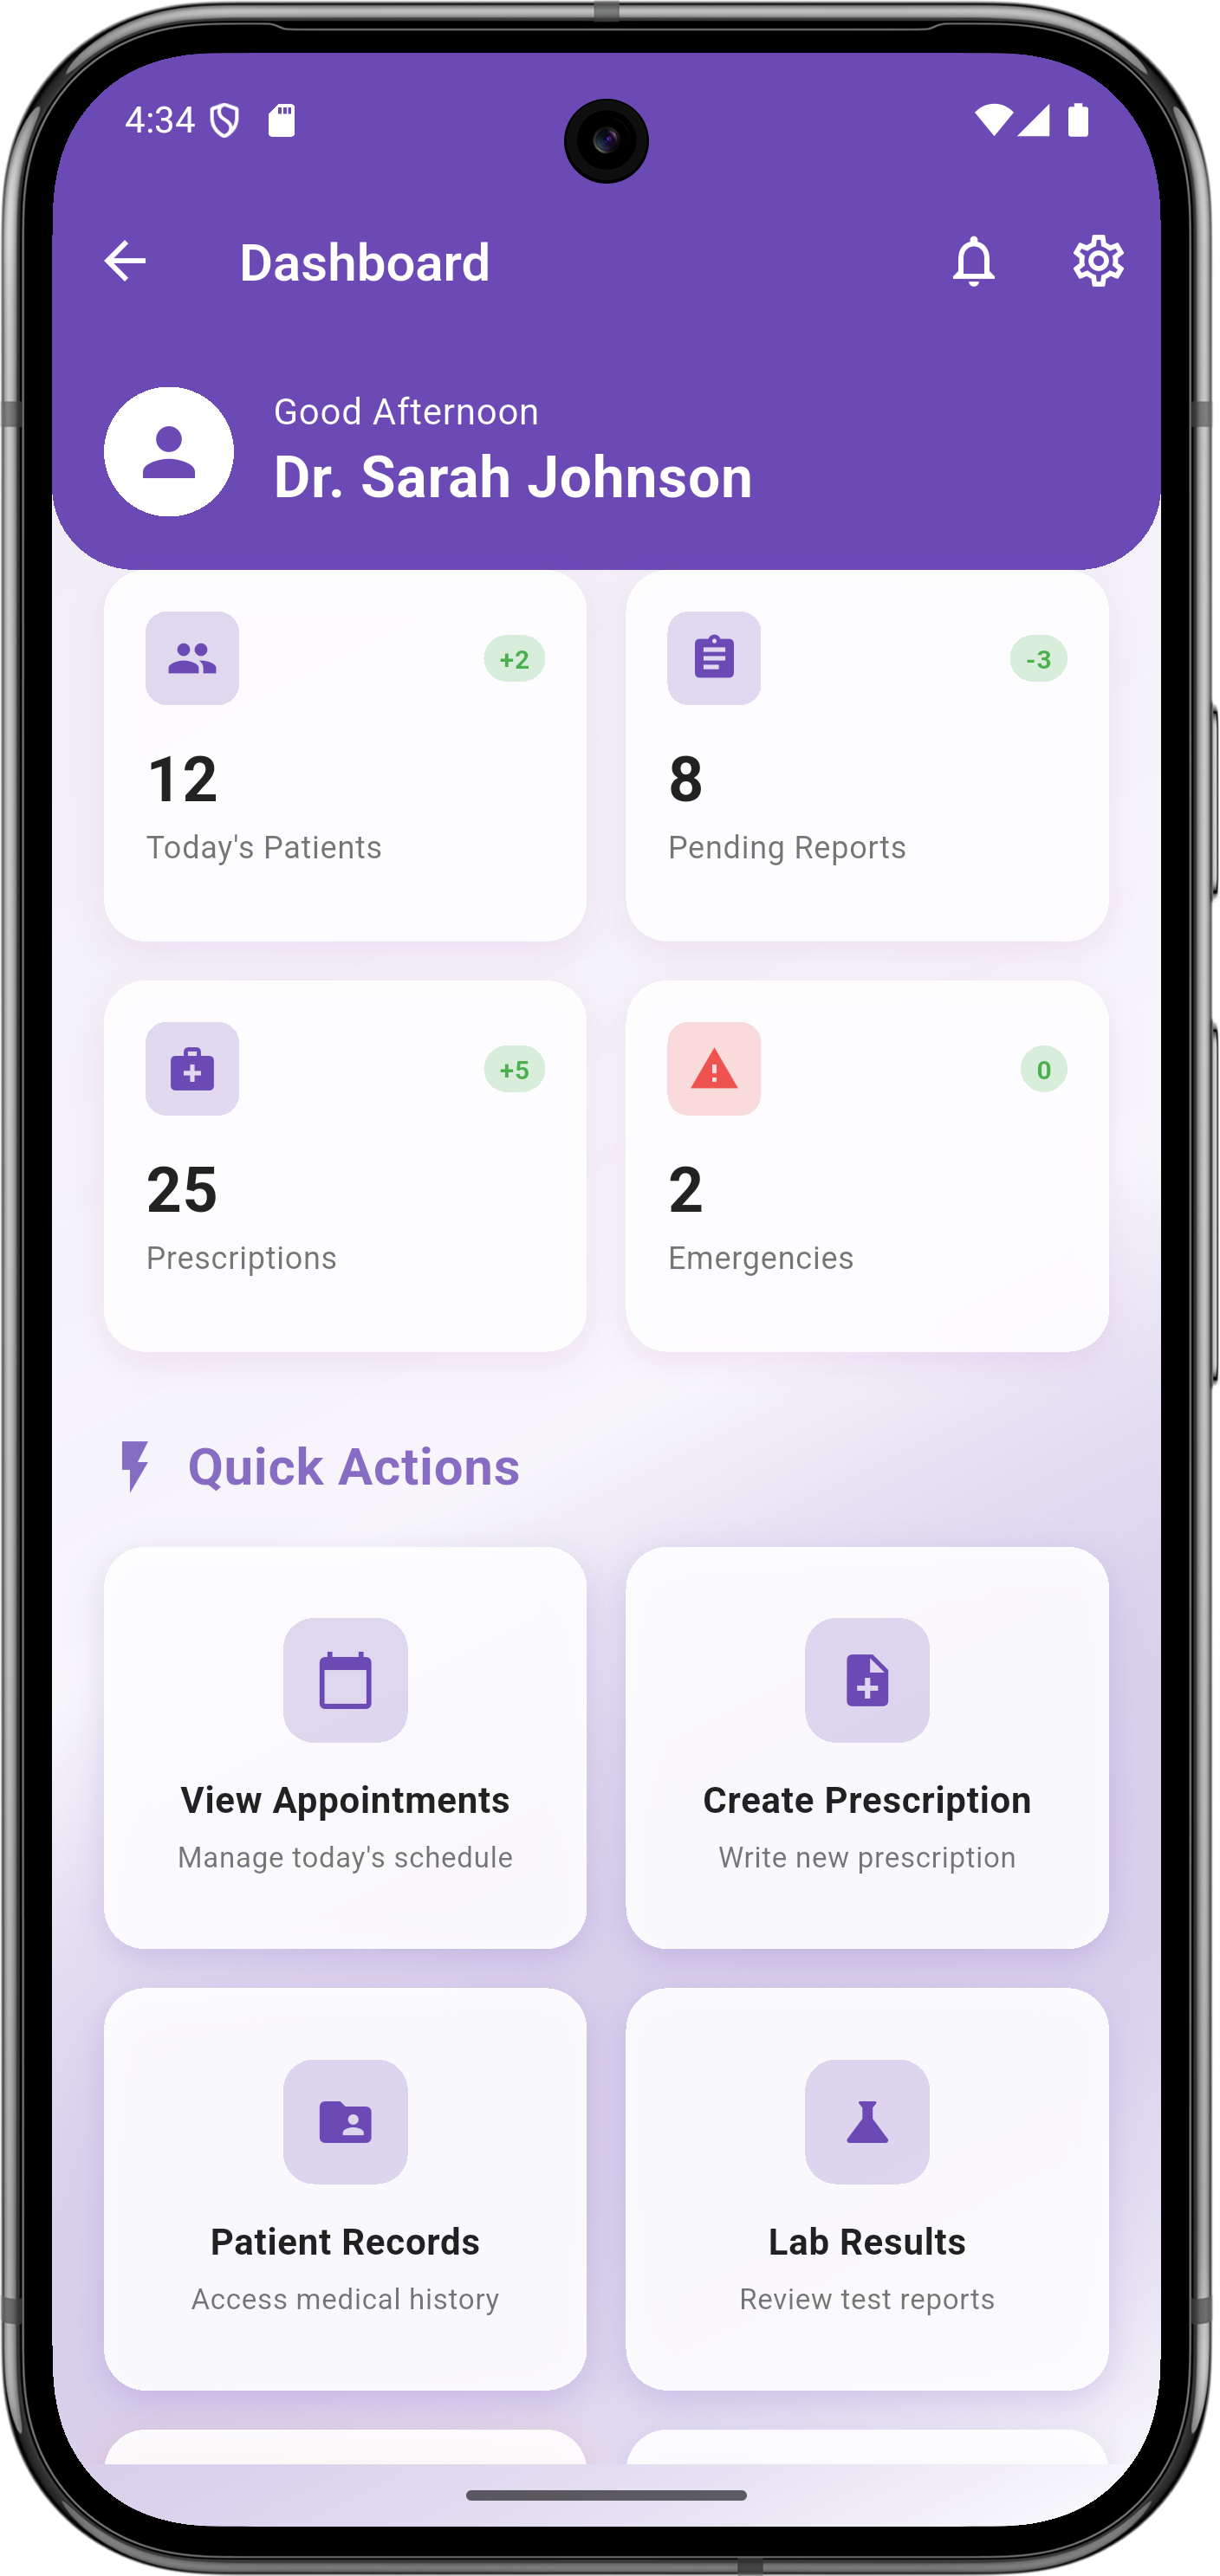 4:34
Dashboard
Good Afternoon
Dr. Sarah Johnson
+2
-3
12
8
Today's Patients
Pending Reports
+5
0
25
2
Prescriptions
Emergencies
Quick Actions
View Appointments
Create Prescription
Manage today's schedule
Write new prescription
Patient Records
Lab Results
Access medical history
Review test reports